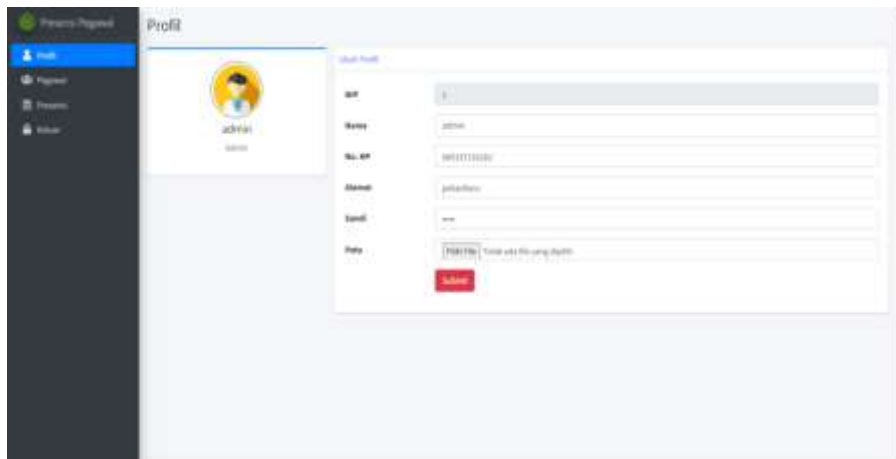 Presensi Pegawai
Profil
Profil
Pegawai
Presensi
Keluar
admin
admin
Ubah Profil
NIP
Nama
admin
No. HP
Alamat
pekanbaru
Sandi
Foto
Pilih File Tidak ada file yang dipilih
Submit